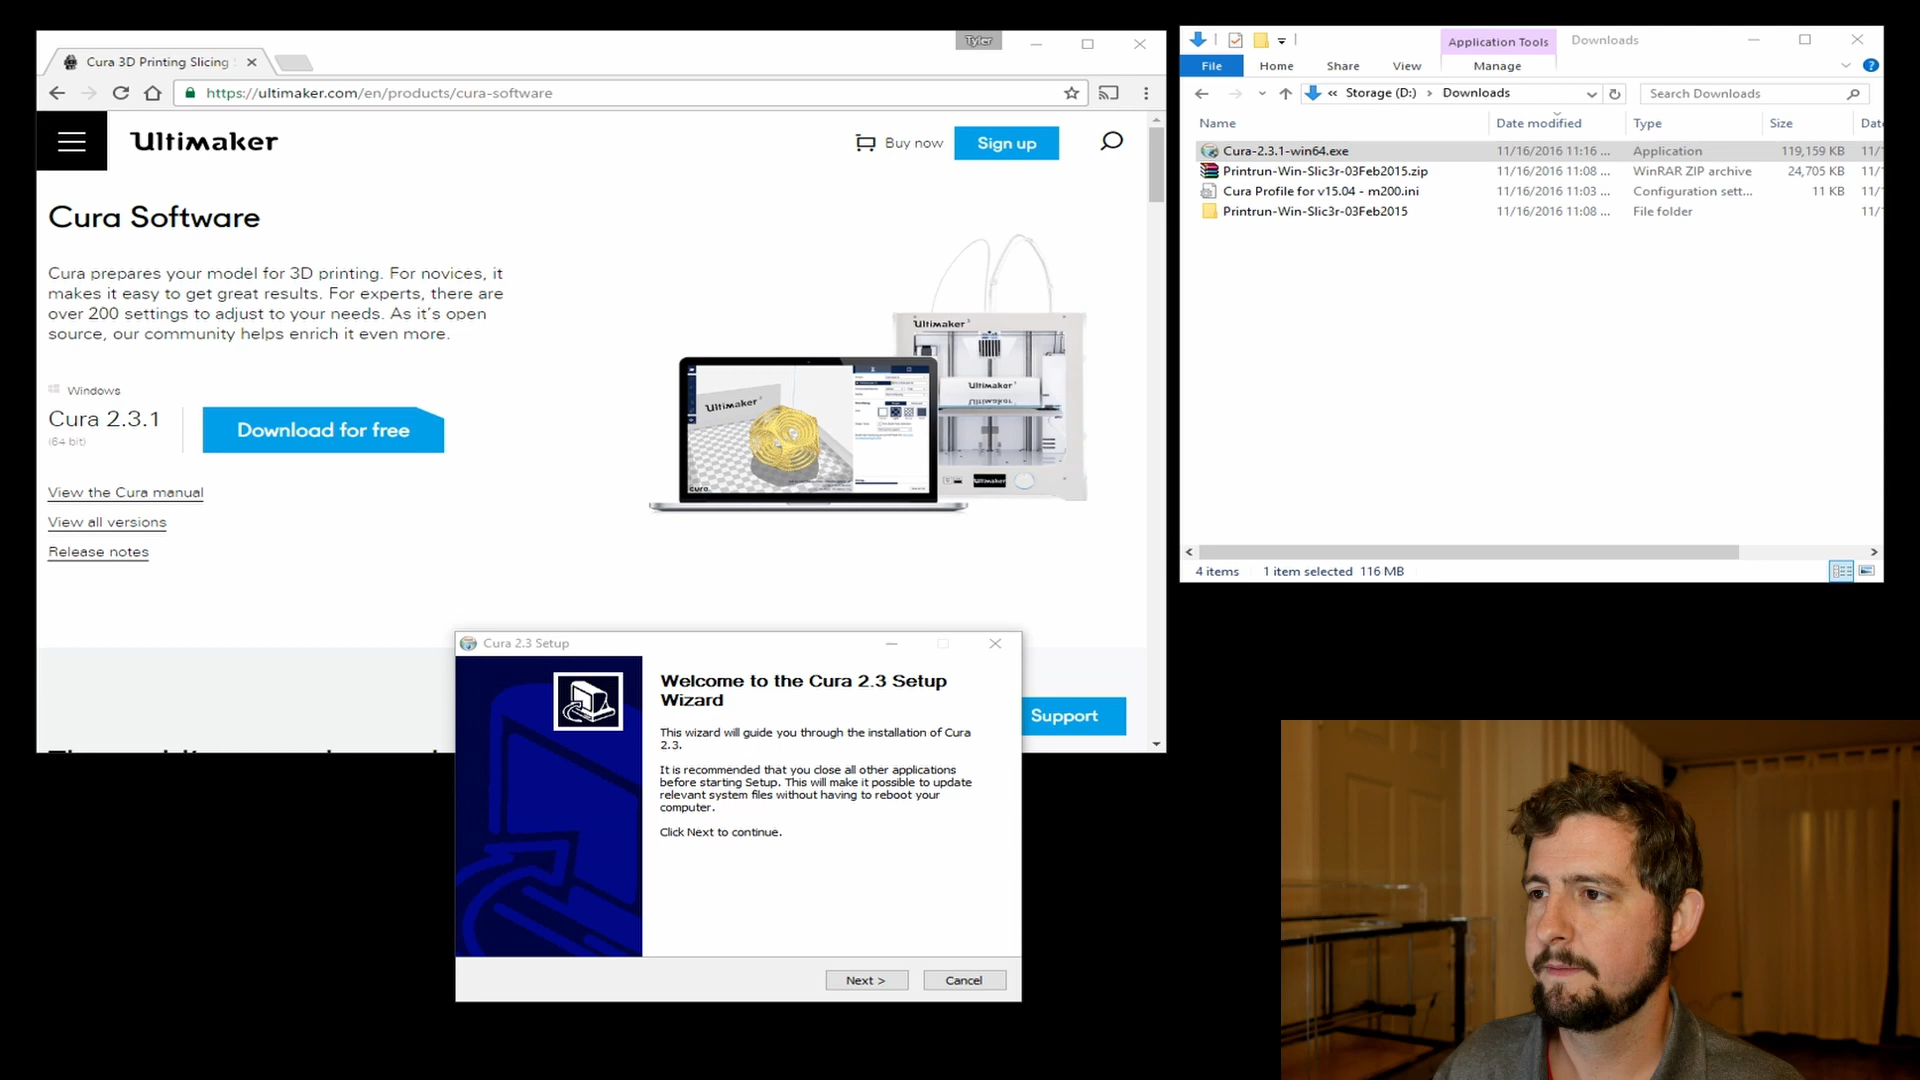 Tyler
Cura 3D Printing Slicing
https://ultimaker.com/en/products/cura-software
Ultimaker
Buy now
Sign up
Cura Software
Cura prepares your model for 3D printing. For novices, it
makes it easy to get great results. For experts, there are
over 200 settings to adjust to your needs. As it's open
source, our community helps enrich it even more.
Windows
Cura 2.3.1
(64 bit)
Download for free
View the Cura manual
View all versions
Release notes
Ultimaker³
Ultimaker
Ultimaker
cura.
Support
Application Tools
Downloads
File Home Share View Manage
« Storage (D:) › Downloads
Search Downloads
Name Date modified Type Size Date
Cura-2.3.1-win64.exe 11/16/2016 11:16 ... Application 119,159 KB 11/
Printrun-Win-Slic3r-03Feb2015.zip 11/16/2016 11:08 ... WinRAR ZIP archive 24,705 KB 11/
Cura Profile for v15.04 - m200.ini 11/16/2016 11:03 ... Configuration sett... 11 KB 11/
Printrun-Win-Slic3r-03Feb2015 11/16/2016 11:08 ... File folder 11/
4 items 1 item selected 116 MB
Cura 2.3 Setup
Welcome to the Cura 2.3 Setup
Wizard
This wizard will guide you through the installation of Cura
2.3.
It is recommended that you close all other applications
before starting Setup. This will make it possible to update
relevant system files without having to reboot your
computer.
Click Next to continue.
Next >
Cancel